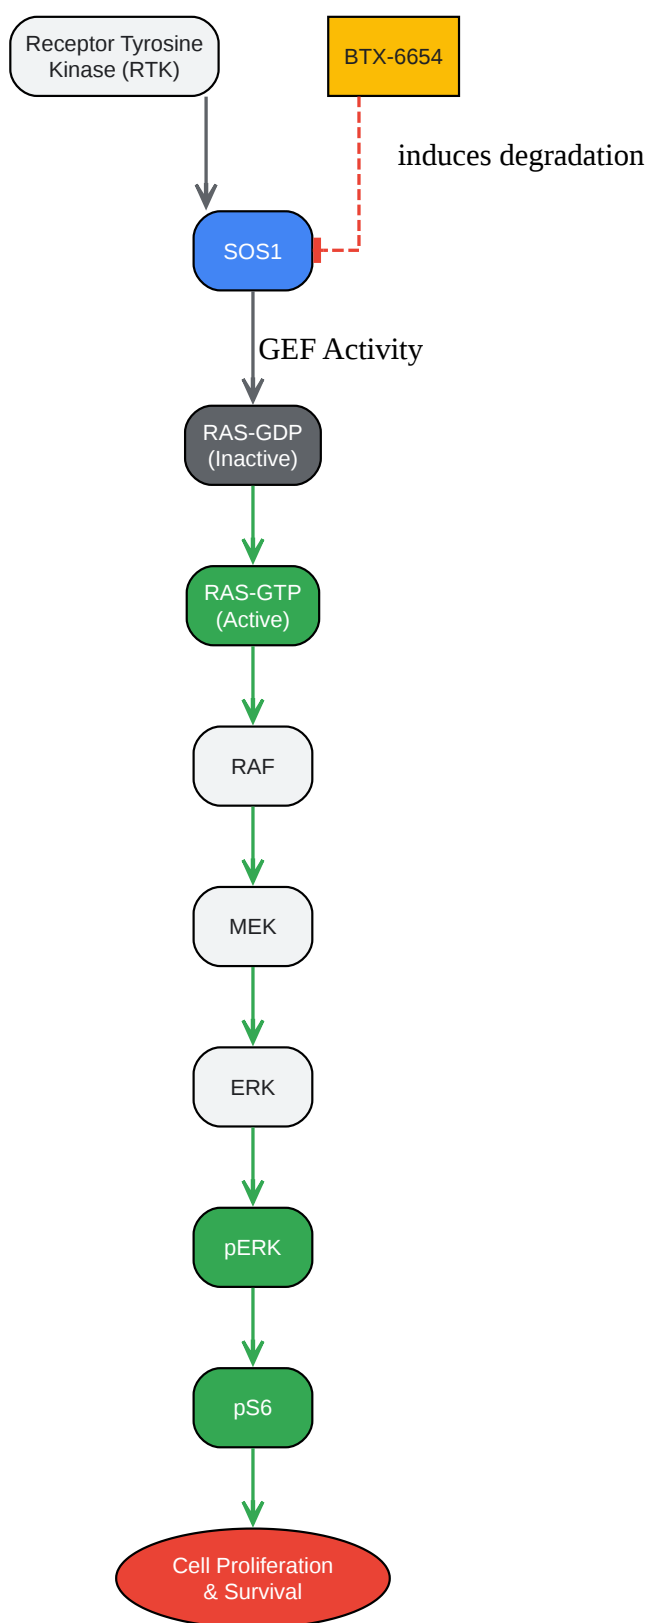 Receptor Tyrosine
Kinase (RTK)
BTX-6654
induces degradation
SOS1
GEF Activity
RAS-GDP
(Inactive)
RAS-GTP
(Active)
RAF
MEK
ERK
pERK
pS6
Cell Proliferation
& Survival